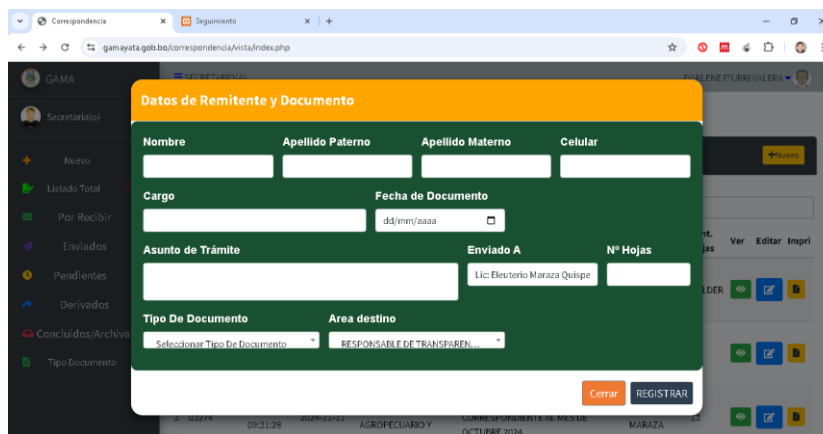 Correspondencia
Seguimiento
gamayata.gob.bo/correspondencia/vista/index.php
GAMA
SECRETARIO(A)
DARLENE ITURRI VALERA
Datos de Remitente y Documento
Secretaria(o)
Nombre Apellido Paterno Apellido Materno Celular
Nuevo
+Nuevo
Listado Total
Cargo Fecha de Documento
Por Recibir
dd/mm/aaaa
Enviados
Asunto de Trámite Enviado A Nº Hojas
Ver Editar Impri
Lic: Eleuterio Maraza Quispe
Pendientes
Derivados
Tipo De Documento Area destino
Concluidos/Archiva
Seleccionar Tipo De Documento RESPONSABLE DE TRANSPAREN...
Tipo Documento
Cerrar REGISTRAR
3 03274 2024-11-11 CORRESPONDIENTE AL MES DE
09:31:28 AGROPECUARIO Y MARAZA
OCTUBRE 2024